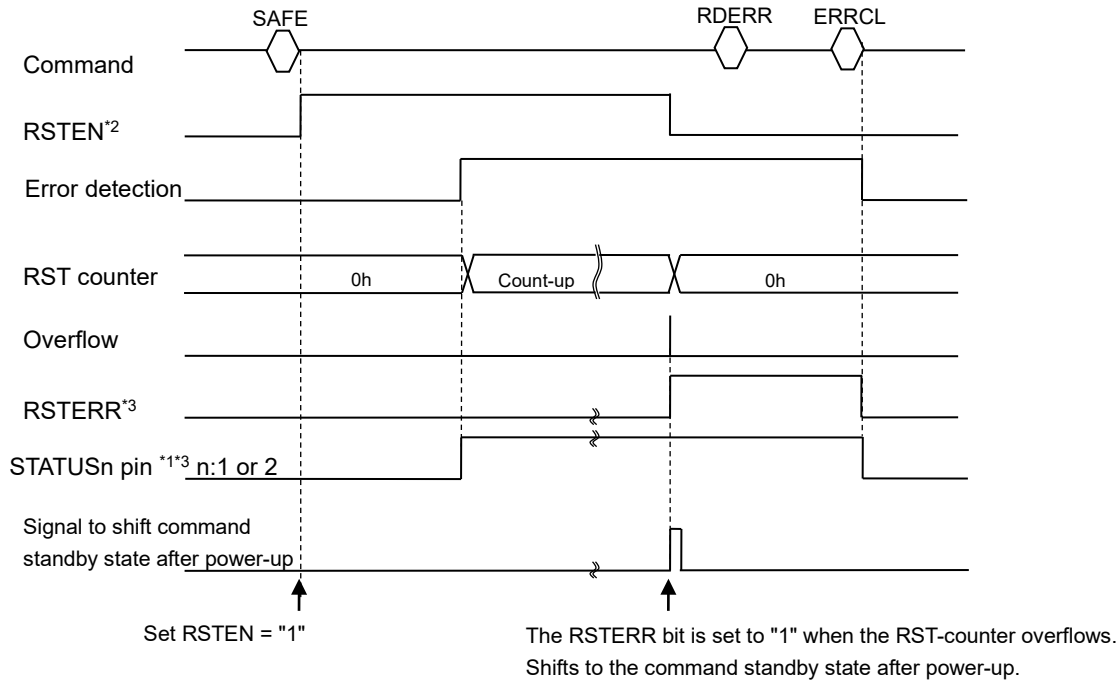 SAFE RDERR ERRCL
Command
RSTEN*2
Error detection
RST counter 0h Count-up 0h
Overflow
RSTERR*3
STATUSn pin *1*3 n:1 or 2
Signal to shift command
standby state after power-up
Set RSTEN = "1"
The RSTERR bit is set to "1" when the RST-counter overflows.
Shifts to the command standby state after power-up.